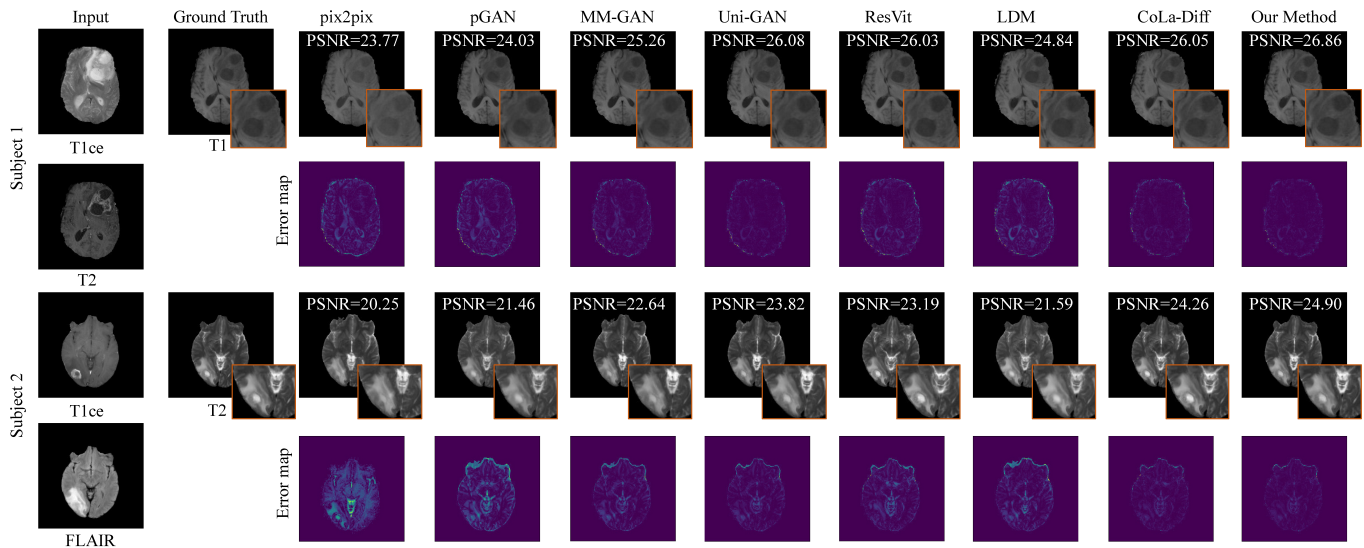 Input Ground Truth pix2pix pGAN MM-GAN Uni-GAN ResVit LDM CoLa-Diff Our Method
PSNR=23.77 PSNR=24.03 PSNR=25.26 PSNR=26.08 PSNR=26.03 PSNR=24.84 PSNR=26.05 PSNR=26.86
Subject 1
T1ce T1
Error map
T2
PSNR=20.25 PSNR=21.46 PSNR=22.64 PSNR=23.82 PSNR=23.19 PSNR=21.59 PSNR=24.26 PSNR=24.90
Subject 2
T1ce T2
Error map
FLAIR